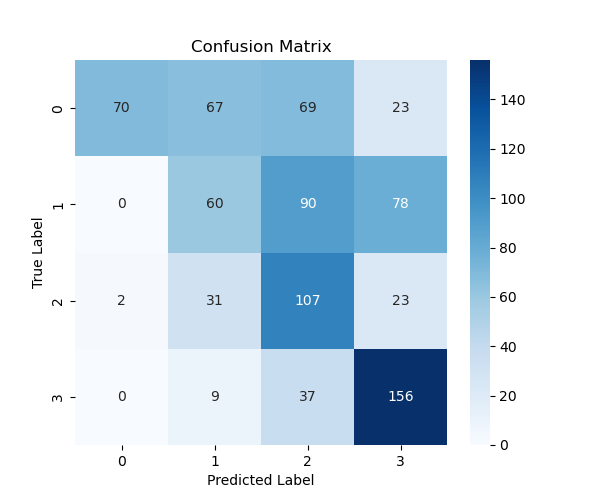 Confusion Matrix
0 70 67 69 23
1 0 60 90 78
2 2 31 107 23
3 0 9 37 156
0 1 2 3
Predicted Label
True Label
140
120
100
80
60
40
20
0